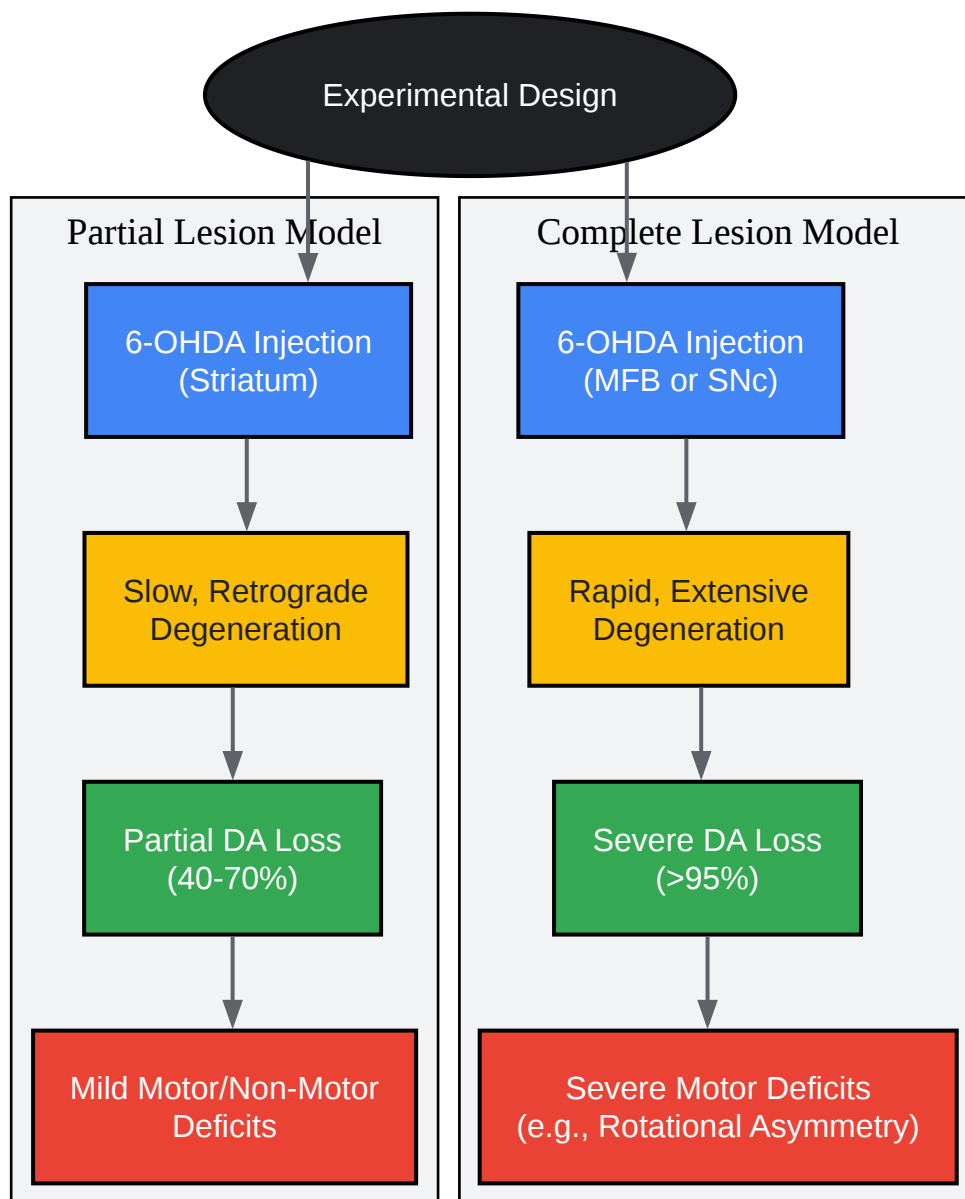 Experimental Design
Partial Lesion Model
6-OHDA Injection
(Striatum)
Slow, Retrograde
Degeneration
Partial DA Loss
(40-70%)
Mild Motor/Non-Motor
Deficits
Complete Lesion Model
6-OHDA Injection
(MFB or SNc)
Rapid, Extensive
Degeneration
Severe DA Loss
(>95%)
Severe Motor Deficits
(e.g., Rotational Asymmetry)